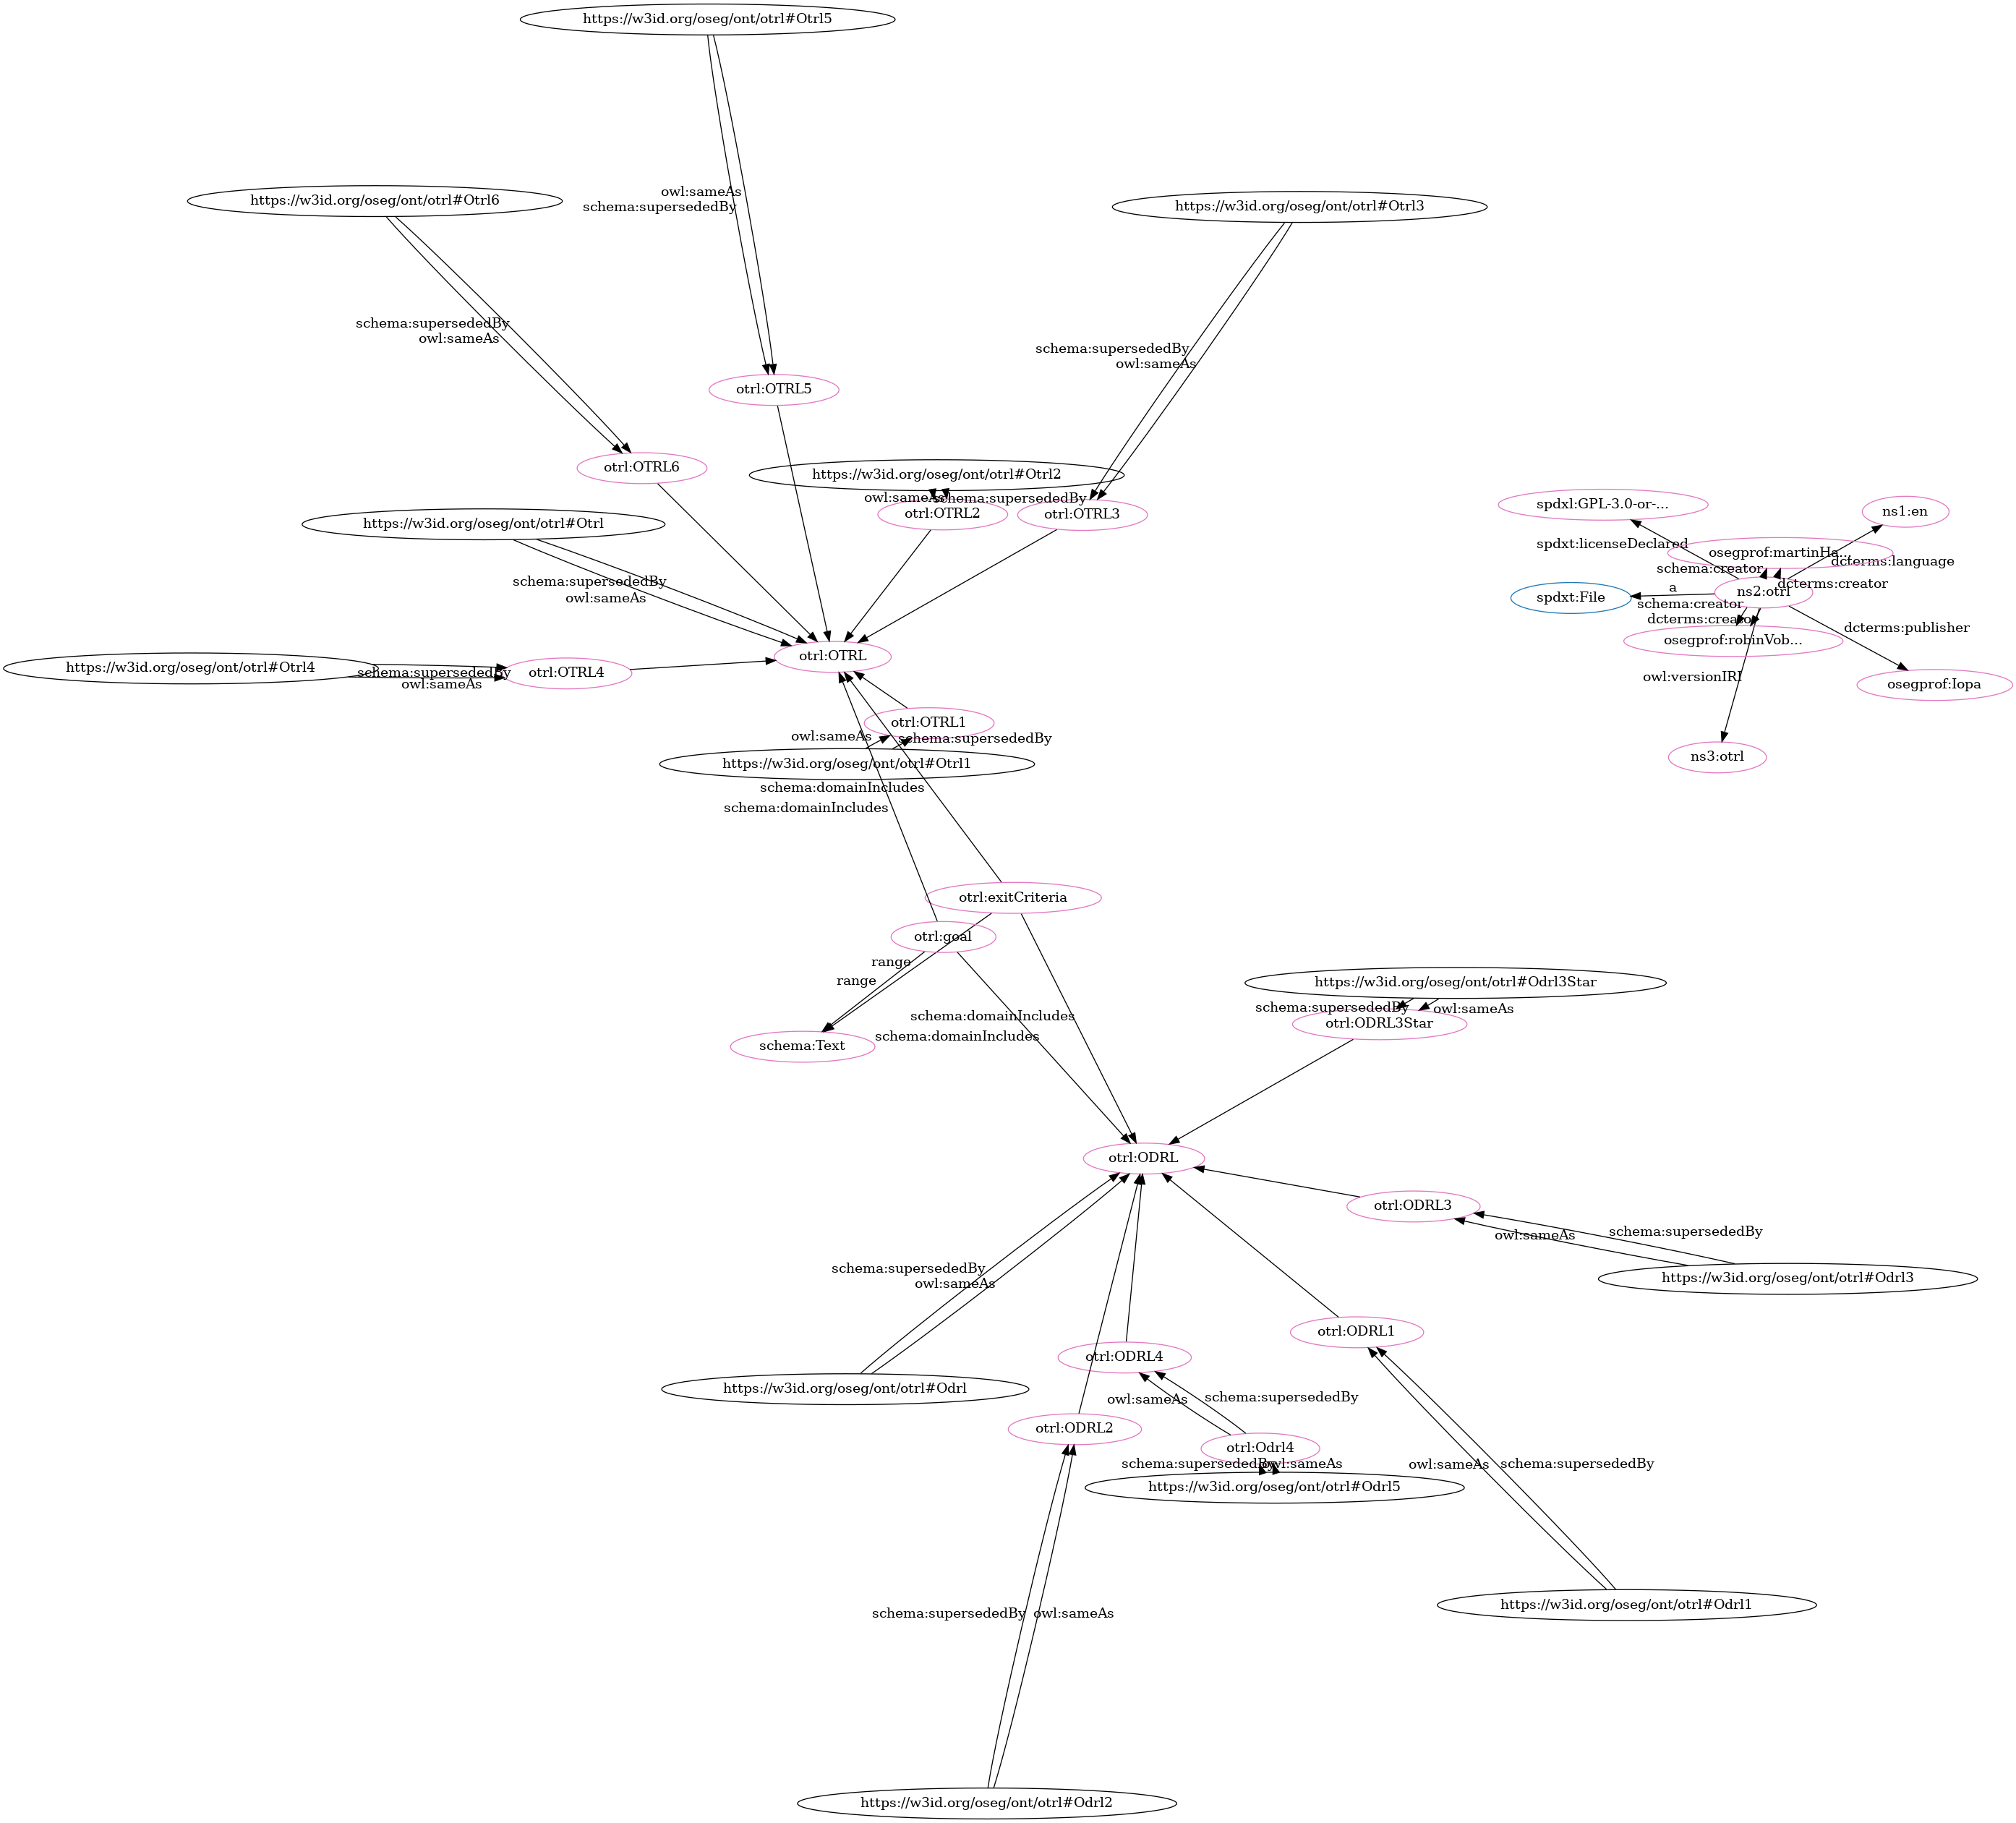 https://w3id.org/oseg/ont/otrl#Otrl5
owl:sameAs
schema:supersededBy
https://w3id.org/oseg/ont/otrl#Otrl6
https://w3id.org/oseg/ont/otrl#Otrl3
schema:supersededBy
owl:sameAs
schema:supersededBy
owl:sameAs
otrl:OTRL5
otrl:OTRL6
https://w3id.org/oseg/ont/otrl#Otrl2
owl:sameAs
schema:supersededBy
otrl:OTRL2
otrl:OTRL3
https://w3id.org/oseg/ont/otrl#Otrl
schema:supersededBy
owl:sameAs
otrl:OTRL
https://w3id.org/oseg/ont/otrl#Otrl4
schema:supersededBy
owl:sameAs
otrl:OTRL4
otrl:OTRL1
owl:sameAs
schema:supersededBy
https://w3id.org/oseg/ont/otrl#Otrl1
schema:domainIncludes
schema:domainIncludes
spdxl:GPL-3.0-or-...
ns1:en
spdxt:licenseDeclared
osegprof:martinHa...
dcterms:language
schema:creator
dcterms:creator
a
ns2:otrl
spdxt:File
schema:creator
dcterms:creator
dcterms:publisher
osegprof:robinVob...
owl:versionIRI
osegprof:Iopa
ns3:otrl
otrl:exitCriteria
otrl:goal
range
range
schema:Text
schema:domainIncludes
schema:domainIncludes
https://w3id.org/oseg/ont/otrl#Odrl3Star
schema:supersededBy
owl:sameAs
otrl:ODRL3Star
otrl:ODRL
otrl:ODRL3
owl:sameAs
schema:supersededBy
https://w3id.org/oseg/ont/otrl#Odrl3
schema:supersededBy
owl:sameAs
otrl:ODRL1
otrl:ODRL4
https://w3id.org/oseg/ont/otrl#Odrl
owl:sameAs
schema:supersededBy
otrl:ODRL2
otrl:Odrl4
schema:supersededBy
owl:sameAs
owl:sameAs
schema:supersededBy
https://w3id.org/oseg/ont/otrl#Odrl5
https://w3id.org/oseg/ont/otrl#Odrl1
schema:supersededBy
owl:sameAs
https://w3id.org/oseg/ont/otrl#Odrl2